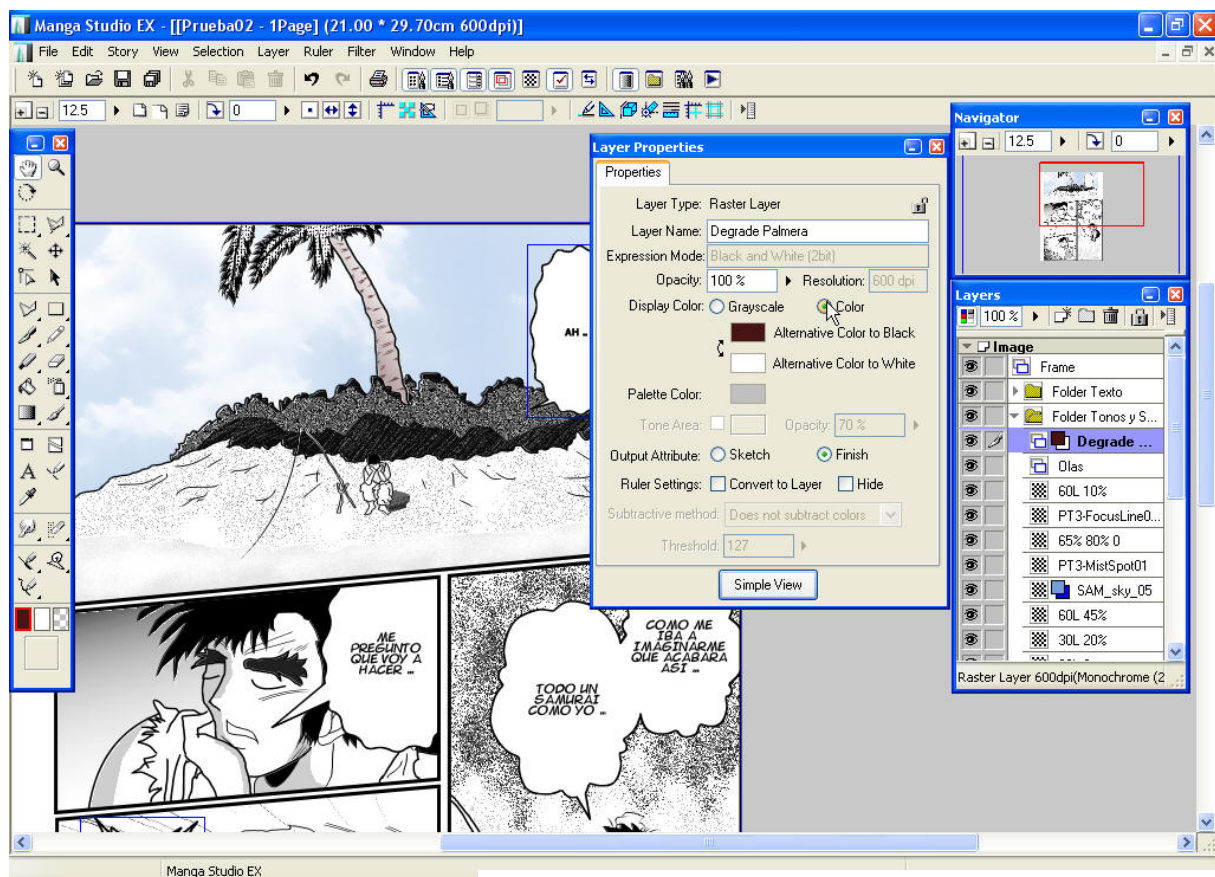 Manga Studio EX - [[Prueba02 - 1Page] (21.00 * 29.70cm 600dpi)]
File Edit Story View Selection Layer Ruler Filter Window Help
12.5 0
Navigator
12.5 0
Layer Properties
Properties
Layer Type: Raster Layer
Layer Name: Degrade Palmera
Expression Mode: Black and White (2bit)
Opacity: 100 % Resolution: 600 dpi
Display Color: Grayscale Color
Alternative Color to Black
Alternative Color to White
Palette Color:
Tone Area: Opacity: 70 %
Output Attribute: Sketch Finish
Ruler Settings: Convert to Layer Hide
Subtractive method: Does not subtract colors
Threshold: 127
Simple View
Layers
100 %
Image
Frame
Folder Texto
Folder Tonos y S...
Degrade ...
Olas
60L 10%
PT3-FocusLine0...
65% 80% 0
PT3-MistSpot01
SAM_sky_05
60L 45%
30L 20%
Raster Layer 600dpi(Monochrome (2
AH ..
ME
PREGUNTO
QUE VOY A
HACER ...
COMO ME
IBA A
IMAGINARME
QUE ACABARA
ASI ...
TODO UN
SAMURAI
COMO YO ..
A
Manga Studio EX